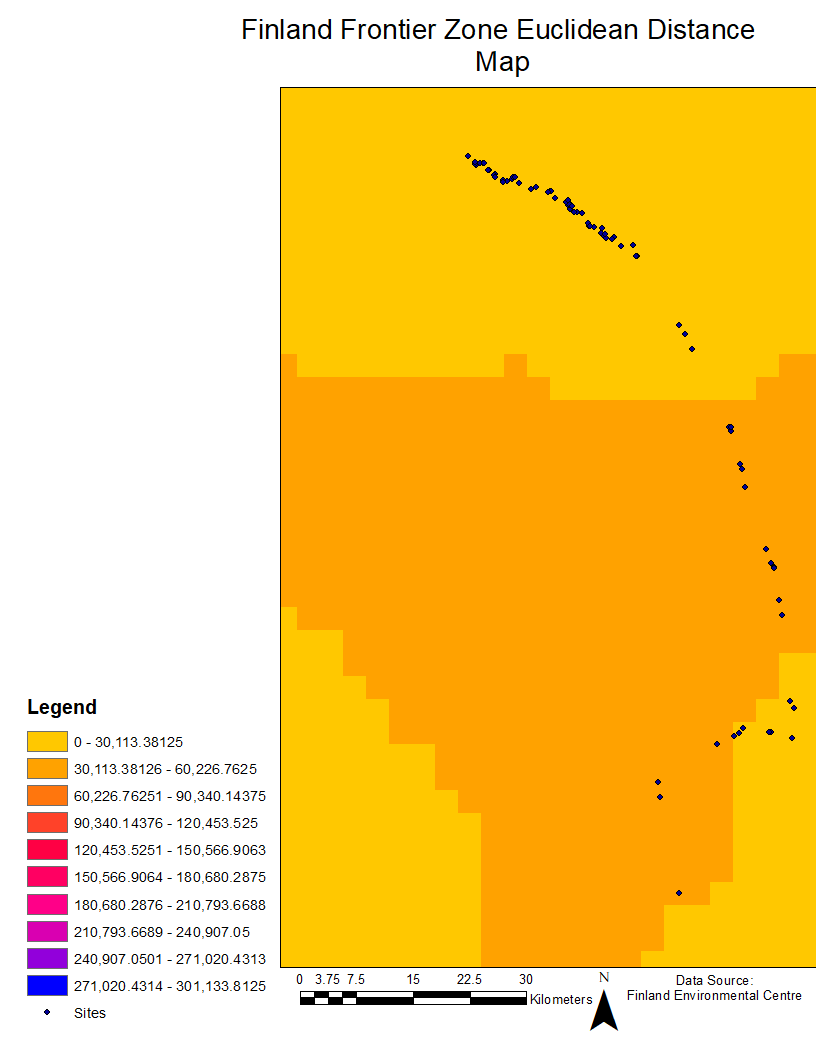 Finland Frontier Zone Euclidean Distance
Map
Legend
0 - 30,113.38125
30,113.38126 - 60,226.7625
60,226.76251 - 90,340.14375
90,340.14376 - 120,453.525
120,453.5251 - 150,566.9063
150,566.9064 - 180,680.2875
180,680.2876 - 210,793.6688
210,793.6689 - 240,907.05
240,907.0501 - 271,020.4313
271,020.4314 - 301,133.8125
Sites
0 3.75 7.5 15 22.5 30
Kilometers
N
Data Source:
Finland Environmental Centre